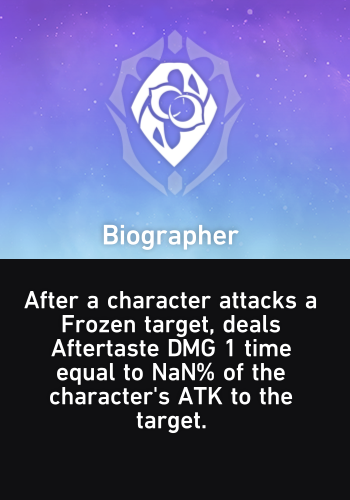 Biographer
After a character attacks a
Frozen target, deals
Aftertaste DMG 1 time
equal to NaN% of the
character's ATK to the
target.